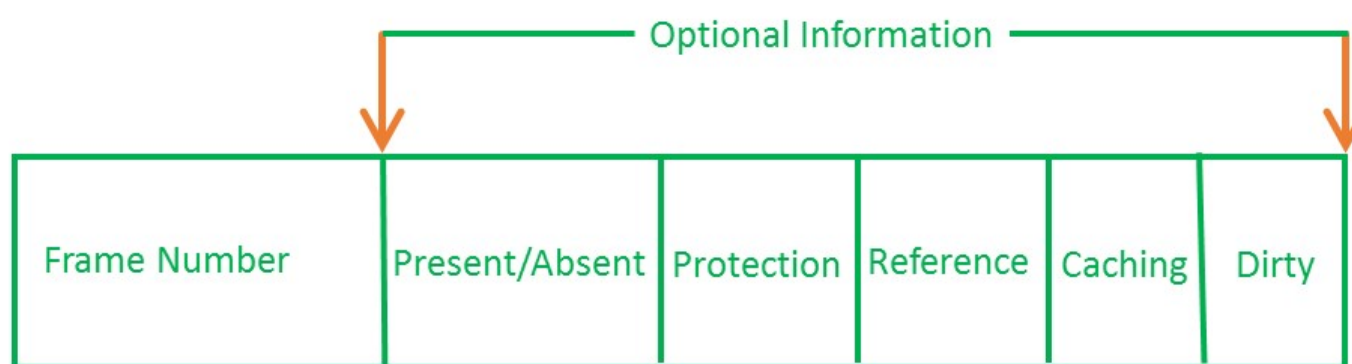 Optional Information
Frame Number Present/Absent Protection Reference Caching Dirty